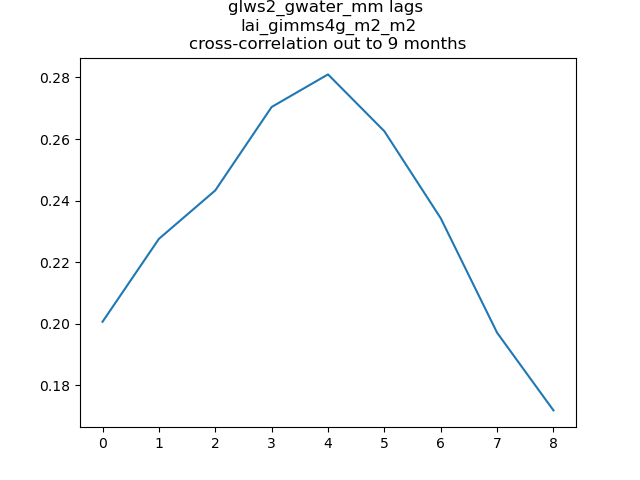 glws2_gwater_mm lags
lai_gimms4g_m2_m2
cross-correlation out to 9 months
0.28
0.26
0.24
0.22
0.20
0.18
0 1 2 3 4 5 6 7 8